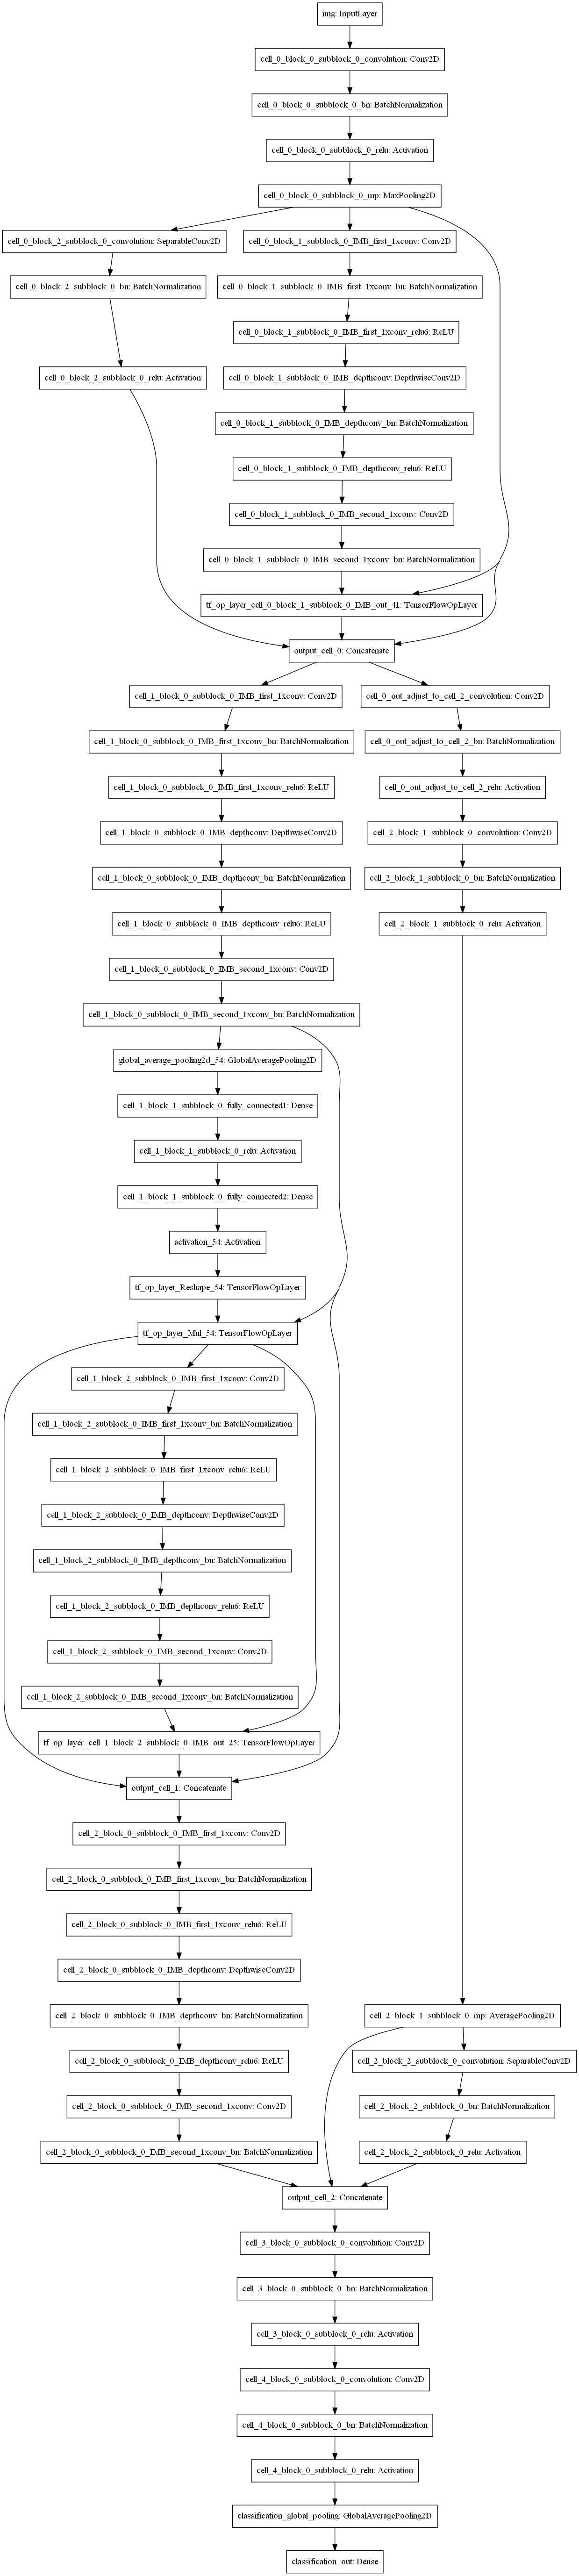 img: InputLayer
cell_0_block_0_subblock_0_convolution: Conv2D
cell_0_block_0_subblock_0_bn: BatchNormalization
cell_0_block_0_subblock_0_relu: Activation
cell_0_block_0_subblock_0_mp: MaxPooling2D
cell_0_block_2_subblock_0_convolution: SeparableConv2D
cell_0_block_1_subblock_0_IMB_first_1xconv: Conv2D
cell_0_block_2_subblock_0_bn: BatchNormalization
cell_0_block_1_subblock_0_IMB_first_1xconv_bn: BatchNormalization
cell_0_block_1_subblock_0_IMB_first_1xconv_relu6: ReLU
cell_0_block_2_subblock_0_relu: Activation
cell_0_block_1_subblock_0_IMB_depthconv: DepthwiseConv2D
cell_0_block_1_subblock_0_IMB_depthconv_bn: BatchNormalization
cell_0_block_1_subblock_0_IMB_depthconv_relu6: ReLU
cell_0_block_1_subblock_0_IMB_second_1xconv: Conv2D
cell_0_block_1_subblock_0_IMB_second_1xconv_bn: BatchNormalization
tf_op_layer_cell_0_block_1_subblock_0_IMB_out_41: TensorFlowOpLayer
output_cell_0: Concatenate
cell_1_block_0_subblock_0_IMB_first_1xconv: Conv2D
cell_0_out_adjust_to_cell_2_convolution: Conv2D
cell_1_block_0_subblock_0_IMB_first_1xconv_bn: BatchNormalization
cell_0_out_adjust_to_cell_2_bn: BatchNormalization
cell_1_block_0_subblock_0_IMB_first_1xconv_relu6: ReLU
cell_0_out_adjust_to_cell_2_relu: Activation
cell_1_block_0_subblock_0_IMB_depthconv: DepthwiseConv2D
cell_2_block_1_subblock_0_convolution: Conv2D
cell_1_block_0_subblock_0_IMB_depthconv_bn: BatchNormalization
cell_2_block_1_subblock_0_bn: BatchNormalization
cell_1_block_0_subblock_0_IMB_depthconv_relu6: ReLU
cell_2_block_1_subblock_0_relu: Activation
cell_1_block_0_subblock_0_IMB_second_1xconv: Conv2D
cell_1_block_0_subblock_0_IMB_second_1xconv_bn: BatchNormalization
global_average_pooling2d_54: GlobalAveragePooling2D
cell_1_block_1_subblock_0_fully_connected1: Dense
cell_1_block_1_subblock_0_relu: Activation
cell_1_block_1_subblock_0_fully_connected2: Dense
activation_54: Activation
tf_op_layer_Reshape_54: TensorFlowOpLayer
tf_op_layer_Mul_54: TensorFlowOpLayer
cell_1_block_2_subblock_0_IMB_first_1xconv: Conv2D
cell_1_block_2_subblock_0_IMB_first_1xconv_bn: BatchNormalization
cell_1_block_2_subblock_0_IMB_first_1xconv_relu6: ReLU
cell_1_block_2_subblock_0_IMB_depthconv: DepthwiseConv2D
cell_1_block_2_subblock_0_IMB_depthconv_bn: BatchNormalization
cell_1_block_2_subblock_0_IMB_depthconv_relu6: ReLU
cell_1_block_2_subblock_0_IMB_second_1xconv: Conv2D
cell_1_block_2_subblock_0_IMB_second_1xconv_bn: BatchNormalization
tf_op_layer_cell_1_block_2_subblock_0_IMB_out_25: TensorFlowOpLayer
output_cell_1: Concatenate
cell_2_block_0_subblock_0_IMB_first_1xconv: Conv2D
cell_2_block_0_subblock_0_IMB_first_1xconv_bn: BatchNormalization
cell_2_block_0_subblock_0_IMB_first_1xconv_relu6: ReLU
cell_2_block_0_subblock_0_IMB_depthconv: DepthwiseConv2D
cell_2_block_0_subblock_0_IMB_depthconv_bn: BatchNormalization
cell_2_block_1_subblock_0_mp: AveragePooling2D
cell_2_block_0_subblock_0_IMB_depthconv_relu6: ReLU
cell_2_block_2_subblock_0_convolution: SeparableConv2D
cell_2_block_0_subblock_0_IMB_second_1xconv: Conv2D
cell_2_block_2_subblock_0_bn: BatchNormalization
cell_2_block_0_subblock_0_IMB_second_1xconv_bn: BatchNormalization
cell_2_block_2_subblock_0_relu: Activation
output_cell_2: Concatenate
cell_3_block_0_subblock_0_convolution: Conv2D
cell_3_block_0_subblock_0_bn: BatchNormalization
cell_3_block_0_subblock_0_relu: Activation
cell_4_block_0_subblock_0_convolution: Conv2D
cell_4_block_0_subblock_0_bn: BatchNormalization
cell_4_block_0_subblock_0_relu: Activation
classification_global_pooling: GlobalAveragePooling2D
classification_out: Dense